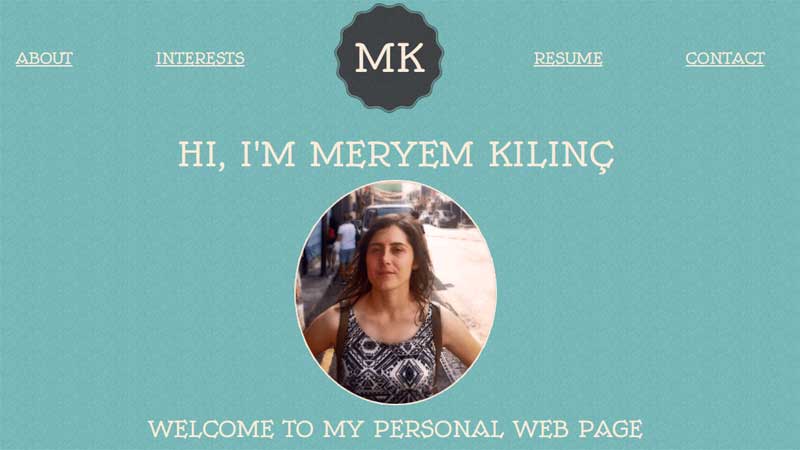 ABOUT
INTERESTS
MK
RESUME
CONTACT
HI, I'M MERYEM KILINÇ
WELCOME TO MY PERSONAL WEB PAGE